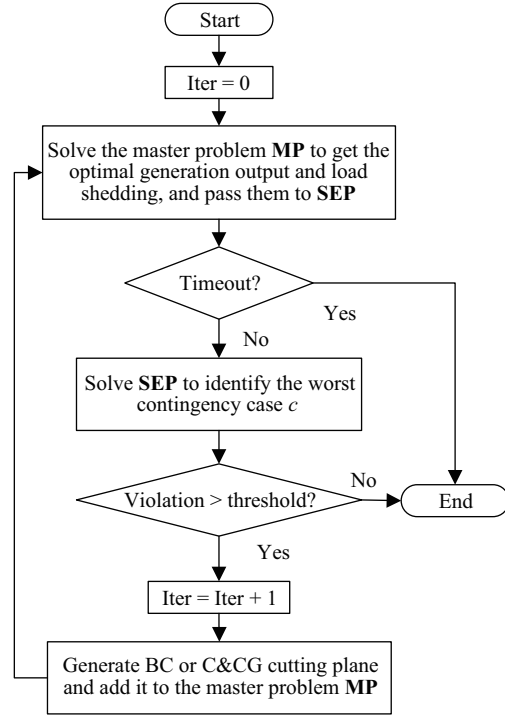 Start
Iter = 0
Solve the master problem MP to get the
optimal generation output and load
shedding, and pass them to SEP
Timeout?
Yes
No
Solve SEP to identify the worst
contingency case c
Violation > threshold?
No
End
Yes
Iter = Iter + 1
Generate BC or C&CG cutting plane
and add it to the master problem MP